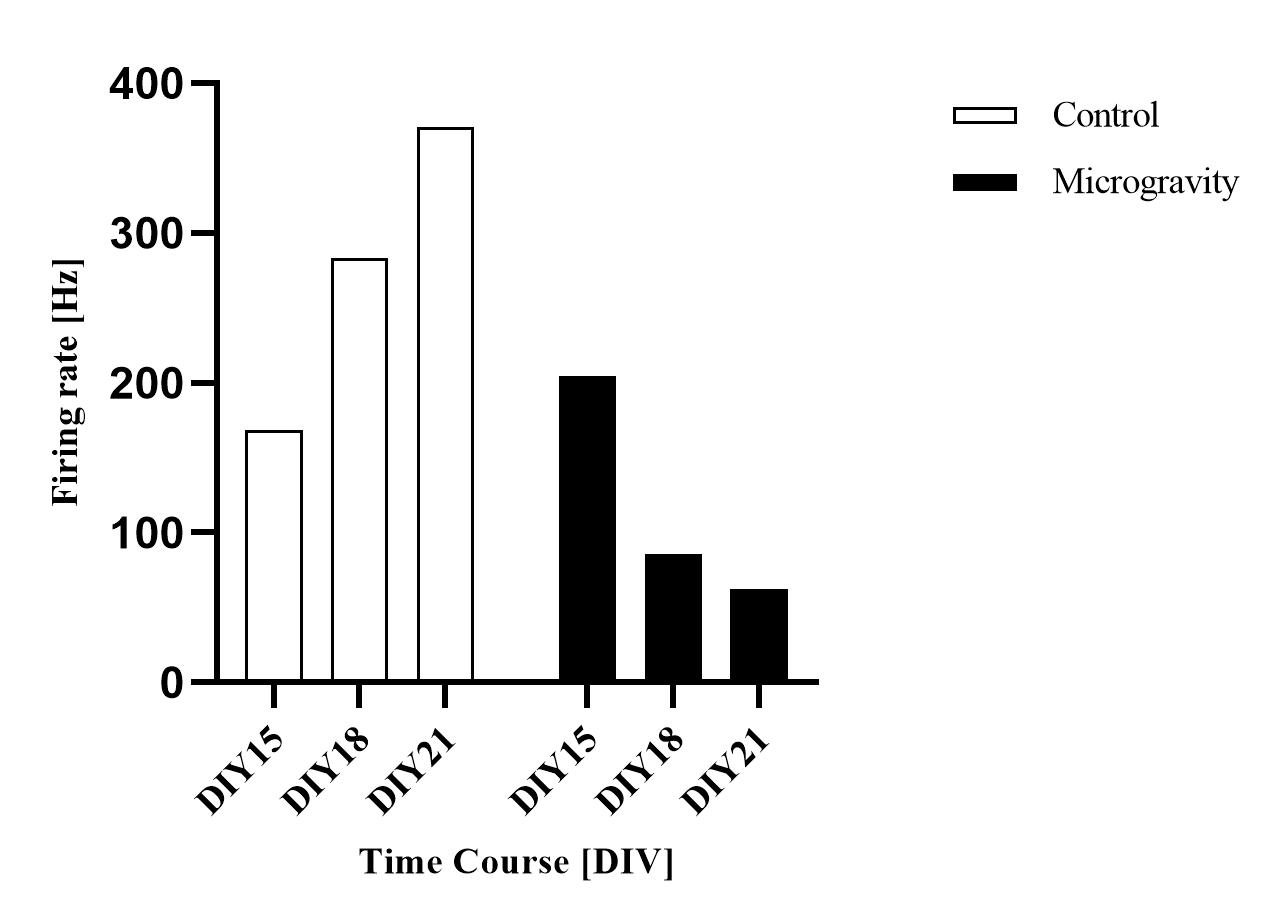 400
300
200
100
0
Firing rate [Hz]
DIY15
DIY18
DIY21
DIY15
DIY18
DIY21
Time Course [DIV]
Control
Microgravity